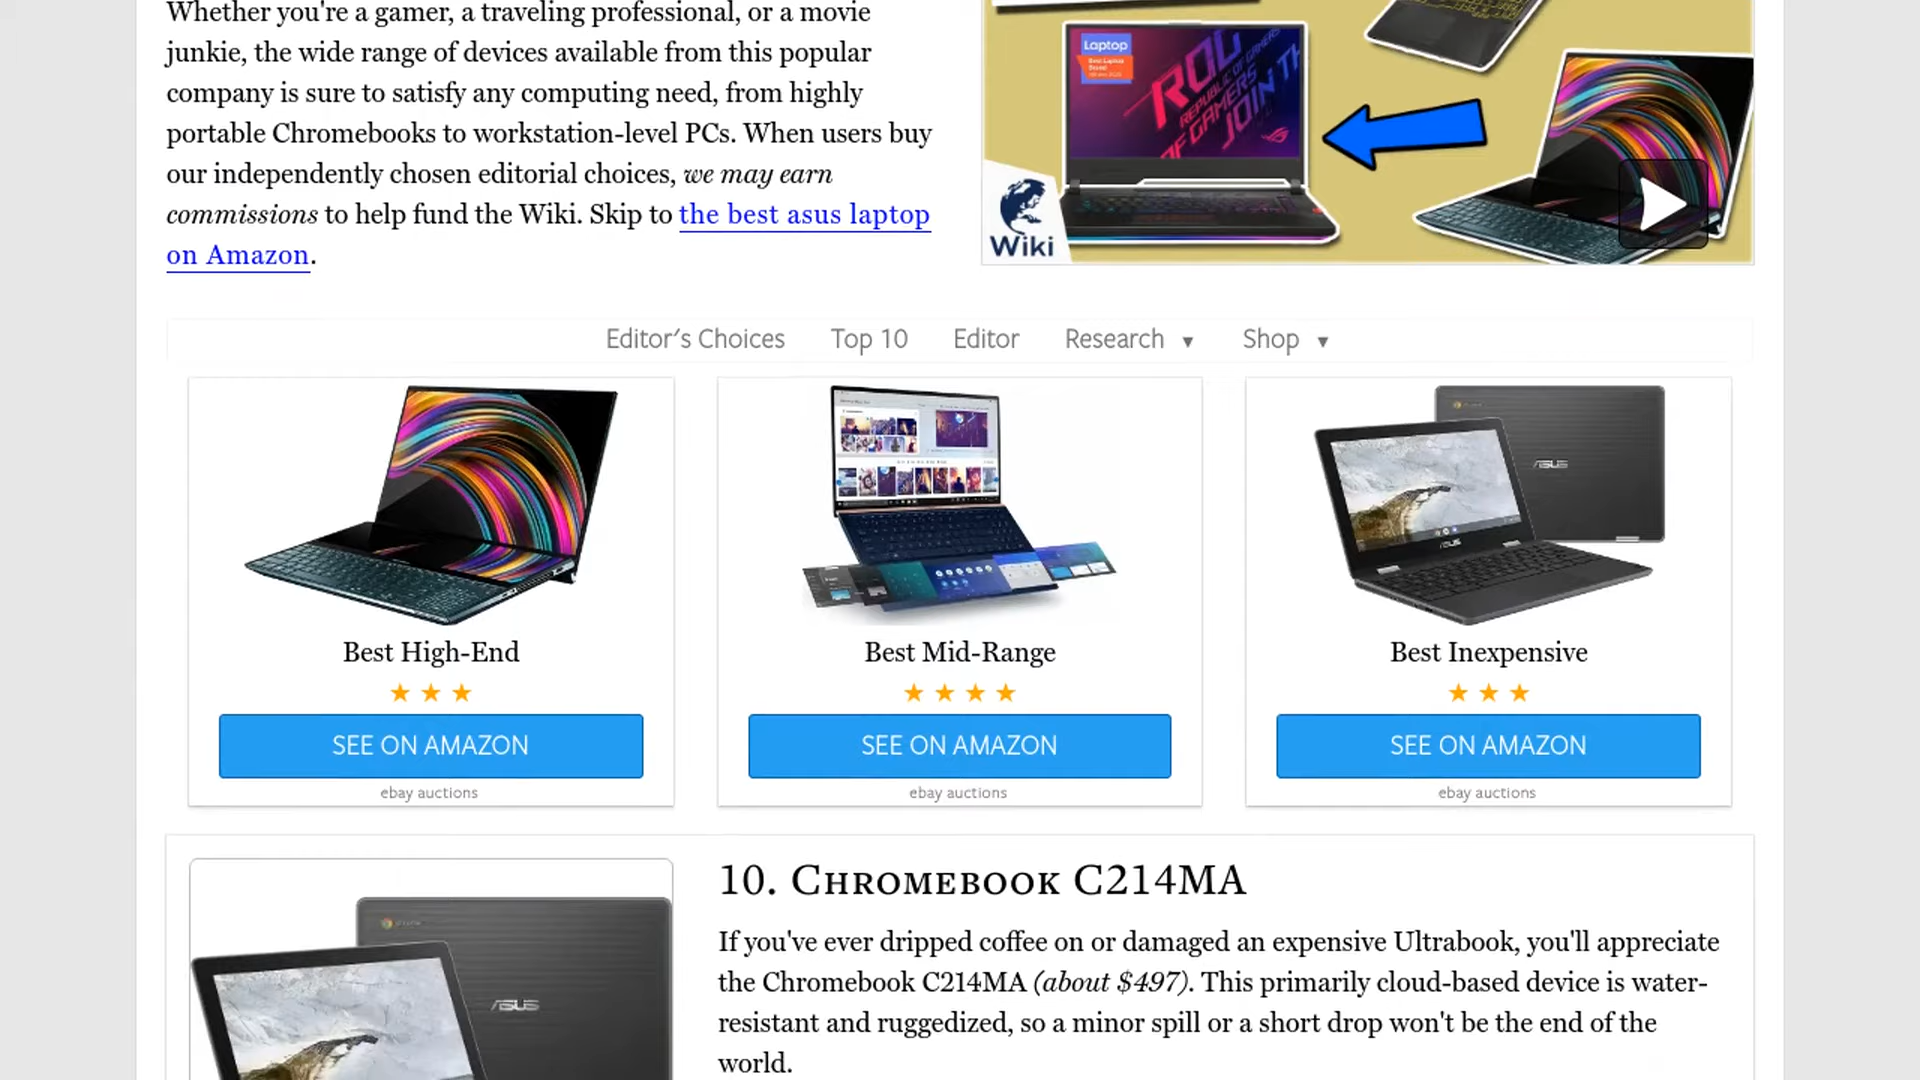 Whether you're a gamer, a traveling professional, or a movie
junkie, the wide range of devices available from this popular
company is sure to satisfy any computing need, from highly
portable Chromebooks to workstation-level PCs. When users buy
our independently chosen editorial choices, we may earn
commissions to help fund the Wiki. Skip to the best asus laptop
on Amazon.
Laptop
ROG
REPUBLIC OF GAMERS
JOIN TH
OF GAMERS
Wiki
Editor's Choices Top 10 Editor Research ▼ Shop ▼
ASUS
ASUS
Best High-End
Best Mid-Range
Best Inexpensive
SEE ON AMAZON
SEE ON AMAZON
SEE ON AMAZON
ebay auctions
ebay auctions
ebay auctions
10. CHROMEBOOK C214MA
If you've ever dripped coffee on or damaged an expensive Ultrabook, you'll appreciate
the Chromebook C214MA (about $497). This primarily cloud-based device is water-
resistant and ruggedized, so a minor spill or a short drop won't be the end of the
world.
ASUS